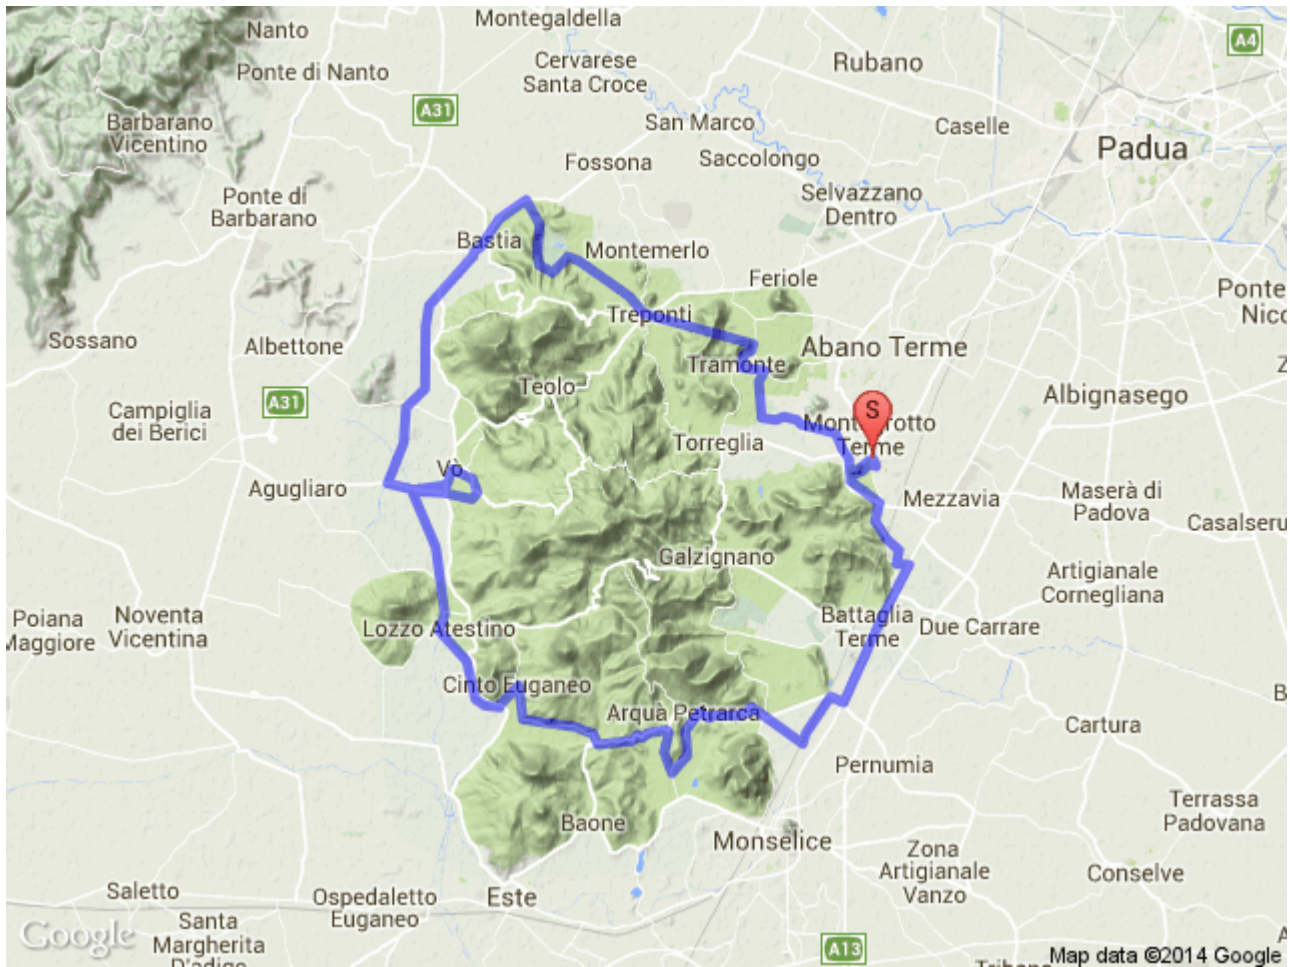 Montegaldella
Nanto
A4
Cervarese
Santa Croce
Rubano
Ponte di Nanto
A31
Barbarano
Vicentino
San Marco
Caselle
Padua
Fossona
Saccolongo
Ponte di
Barbarano
Selvazzano
Dentro
Bastia
Montemerlo
Feriole
Ponte
Nico
Treponti
Sossano
Albettone
Abano Terme
Tramonte
Teolo
Albignasego
A31
Campiglia
dei Berici
S
Terme
Torreglia
Vò
Agugliaro
Mezzavia
Maserà di
Padova
Casalseru
Galzignano
Artigianale
Cornegliana
Poiana
Maggiore
Noventa
Vicentina
Lozzo Atestino
Battaglia
Terme
Due Carrare
Cinto Euganeo
Arquà Petrarca
B
Cartura
Pernumia
Terrassa
Padovana
Baone
Monselice
Zona
Artigianale
Vanzo
Conselve
Saletto
Ospedaletto
Euganeo
Este
Santa
Margherita
D'adige
Google
A13
Map data ©2014 Google